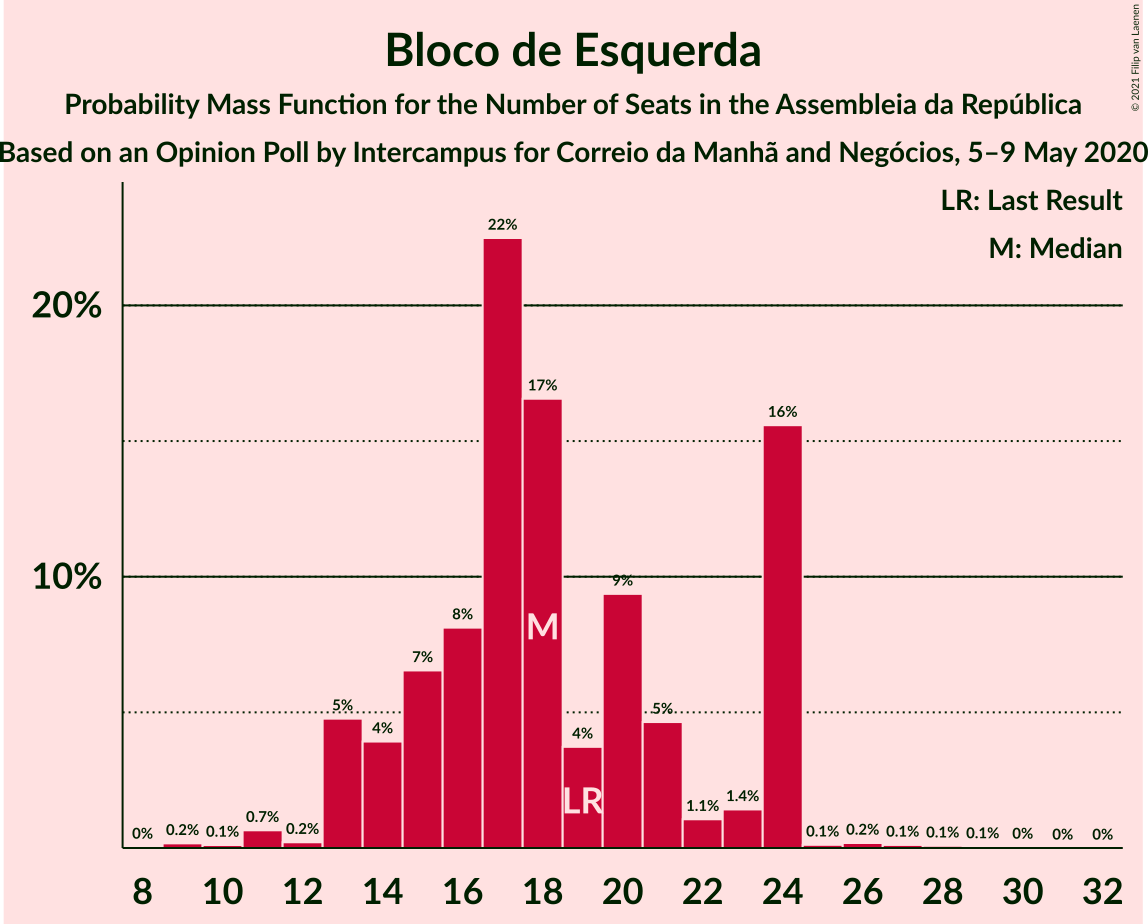 Bloco de Esquerda
Probability Mass Function for the Number of Seats in the Assembleia da República
Based on an Opinion Poll by Intercampus for Correio da Manhã and Negócios, 5–9 May 2020
© 2021 Filip van Laenen
LR: Last Result
M: Median
20%
10%
0% 0.2% 0.1% 0.7% 0.2% 5% 4% 7% 8% 22% 17% 4% 9% 5% 1.1% 1.4% 16% 0.1% 0.2% 0.1% 0.1% 0.1% 0% 0% 0%
M
LR
8 10 12 14 16 18 20 22 24 26 28 30 32